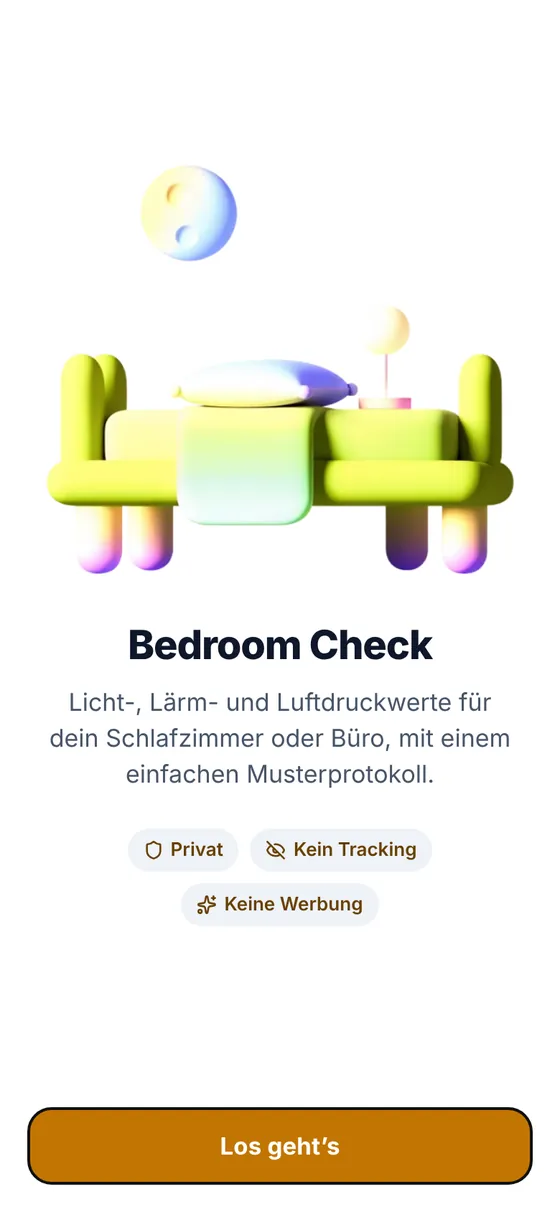 Bedroom Check
Licht-, Lärm- und Luftdruckwerte für
dein Schlafzimmer oder Büro, mit einem
einfachen Musterprotokoll.
Privat
Kein Tracking
Keine Werbung
Los geht’s